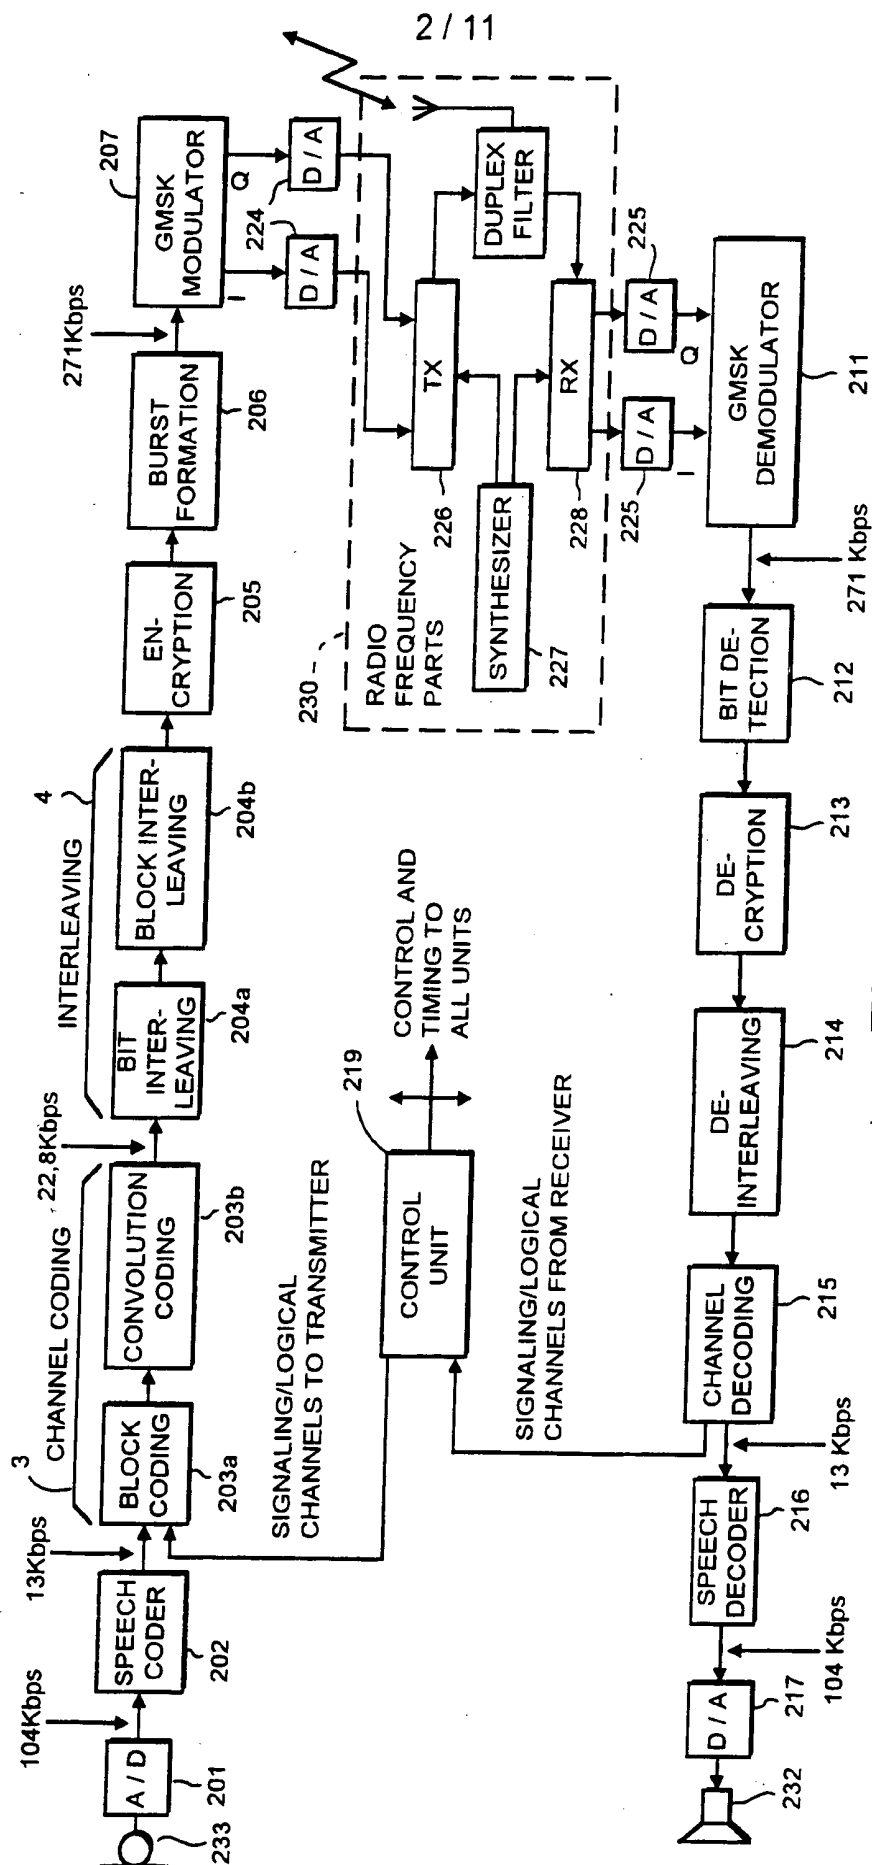 2 / 11
233
A / D
201
104Kbps
SPEECH
CODER
202
13Kbps
3
CHANNEL CODING
BLOCK
CODING
203a
CONVOLUTION
CODING
203b
22,8Kbps
INTERLEAVING
4
BIT
INTER-
LEAVING
204a
BLOCK INTER-
LEAVING
204b
EN-
CRYPTION
205
BURST
FORMATION
206
271Kbps
GMSK
MODULATOR
207
I
Q
224
D / A
D / A
230
RADIO
FREQUENCY
PARTS
TX
226
DUPLEX
FILTER
SYNTHESIZER
227
RX
228
SIGNALING/LOGICAL
CHANNELS TO TRANSMITTER
CONTROL
UNIT
219
CONTROL AND
TIMING TO
ALL UNITS
SIGNALING/LOGICAL
CHANNELS FROM RECEIVER
D / A
225
D / A
225
I
Q
GMSK
DEMODULATOR
211
271 Kbps
BIT DE-
TECTION
212
DE-
CRYPTION
213
DE-
INTERLEAVING
214
CHANNEL
DECODING
215
13 Kbps
SPEECH
DECODER
216
104 Kbps
D / A
217
232